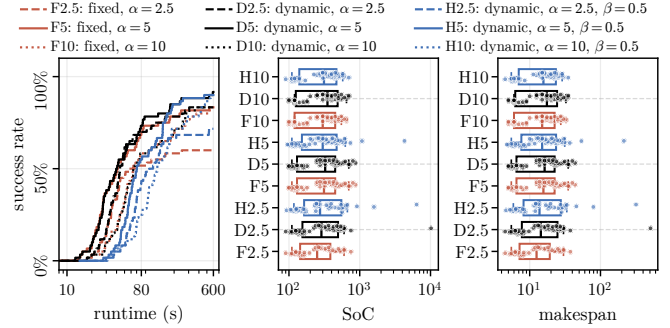 F2.5: fixed, α = 2.5 D2.5: dynamic, α = 2.5 H2.5: dynamic, α = 2.5, β = 0.5
F5: fixed, α = 5 D5: dynamic, α = 5 H5: dynamic, α = 5, β = 0.5
F10: fixed, α = 10 D10: dynamic, α = 10 H10: dynamic, α = 10, β = 0.5
success rate
100%
50%
0%
10 80 600
runtime (s)
H10
D10
F10
H5
D5
F5
H2.5
D2.5
F2.5
10² 10³ 10⁴
SoC
H10
D10
F10
H5
D5
F5
H2.5
D2.5
F2.5
10¹ 10²
makespan